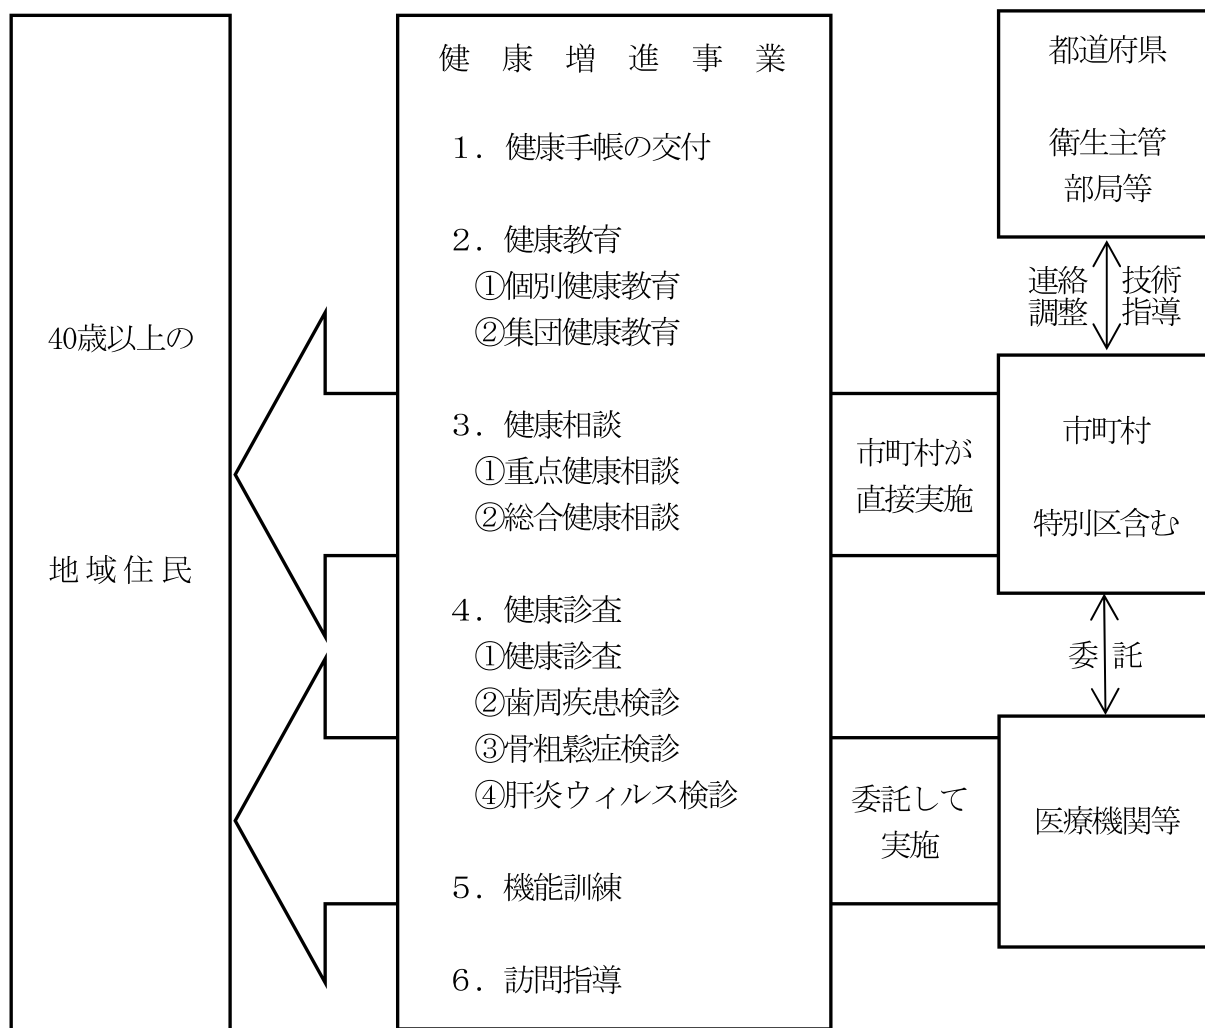 40歳以上の
地域住民
健康増進事業
1．健康手帳の交付
2．健康教育
①個別健康教育
②集団健康教育
3．健康相談
①重点健康相談
②総合健康相談
4．健康診査
①健康診査
②歯周疾患検診
③骨粗鬆症検診
④肝炎ウィルス検診
5．機能訓練
6．訪問指導
市町村が
直接実施
委託して
実施
都道府県
衛生主管
部局等
連絡
調整
技術
指導
市町村
特別区含む
委託
医療機関等